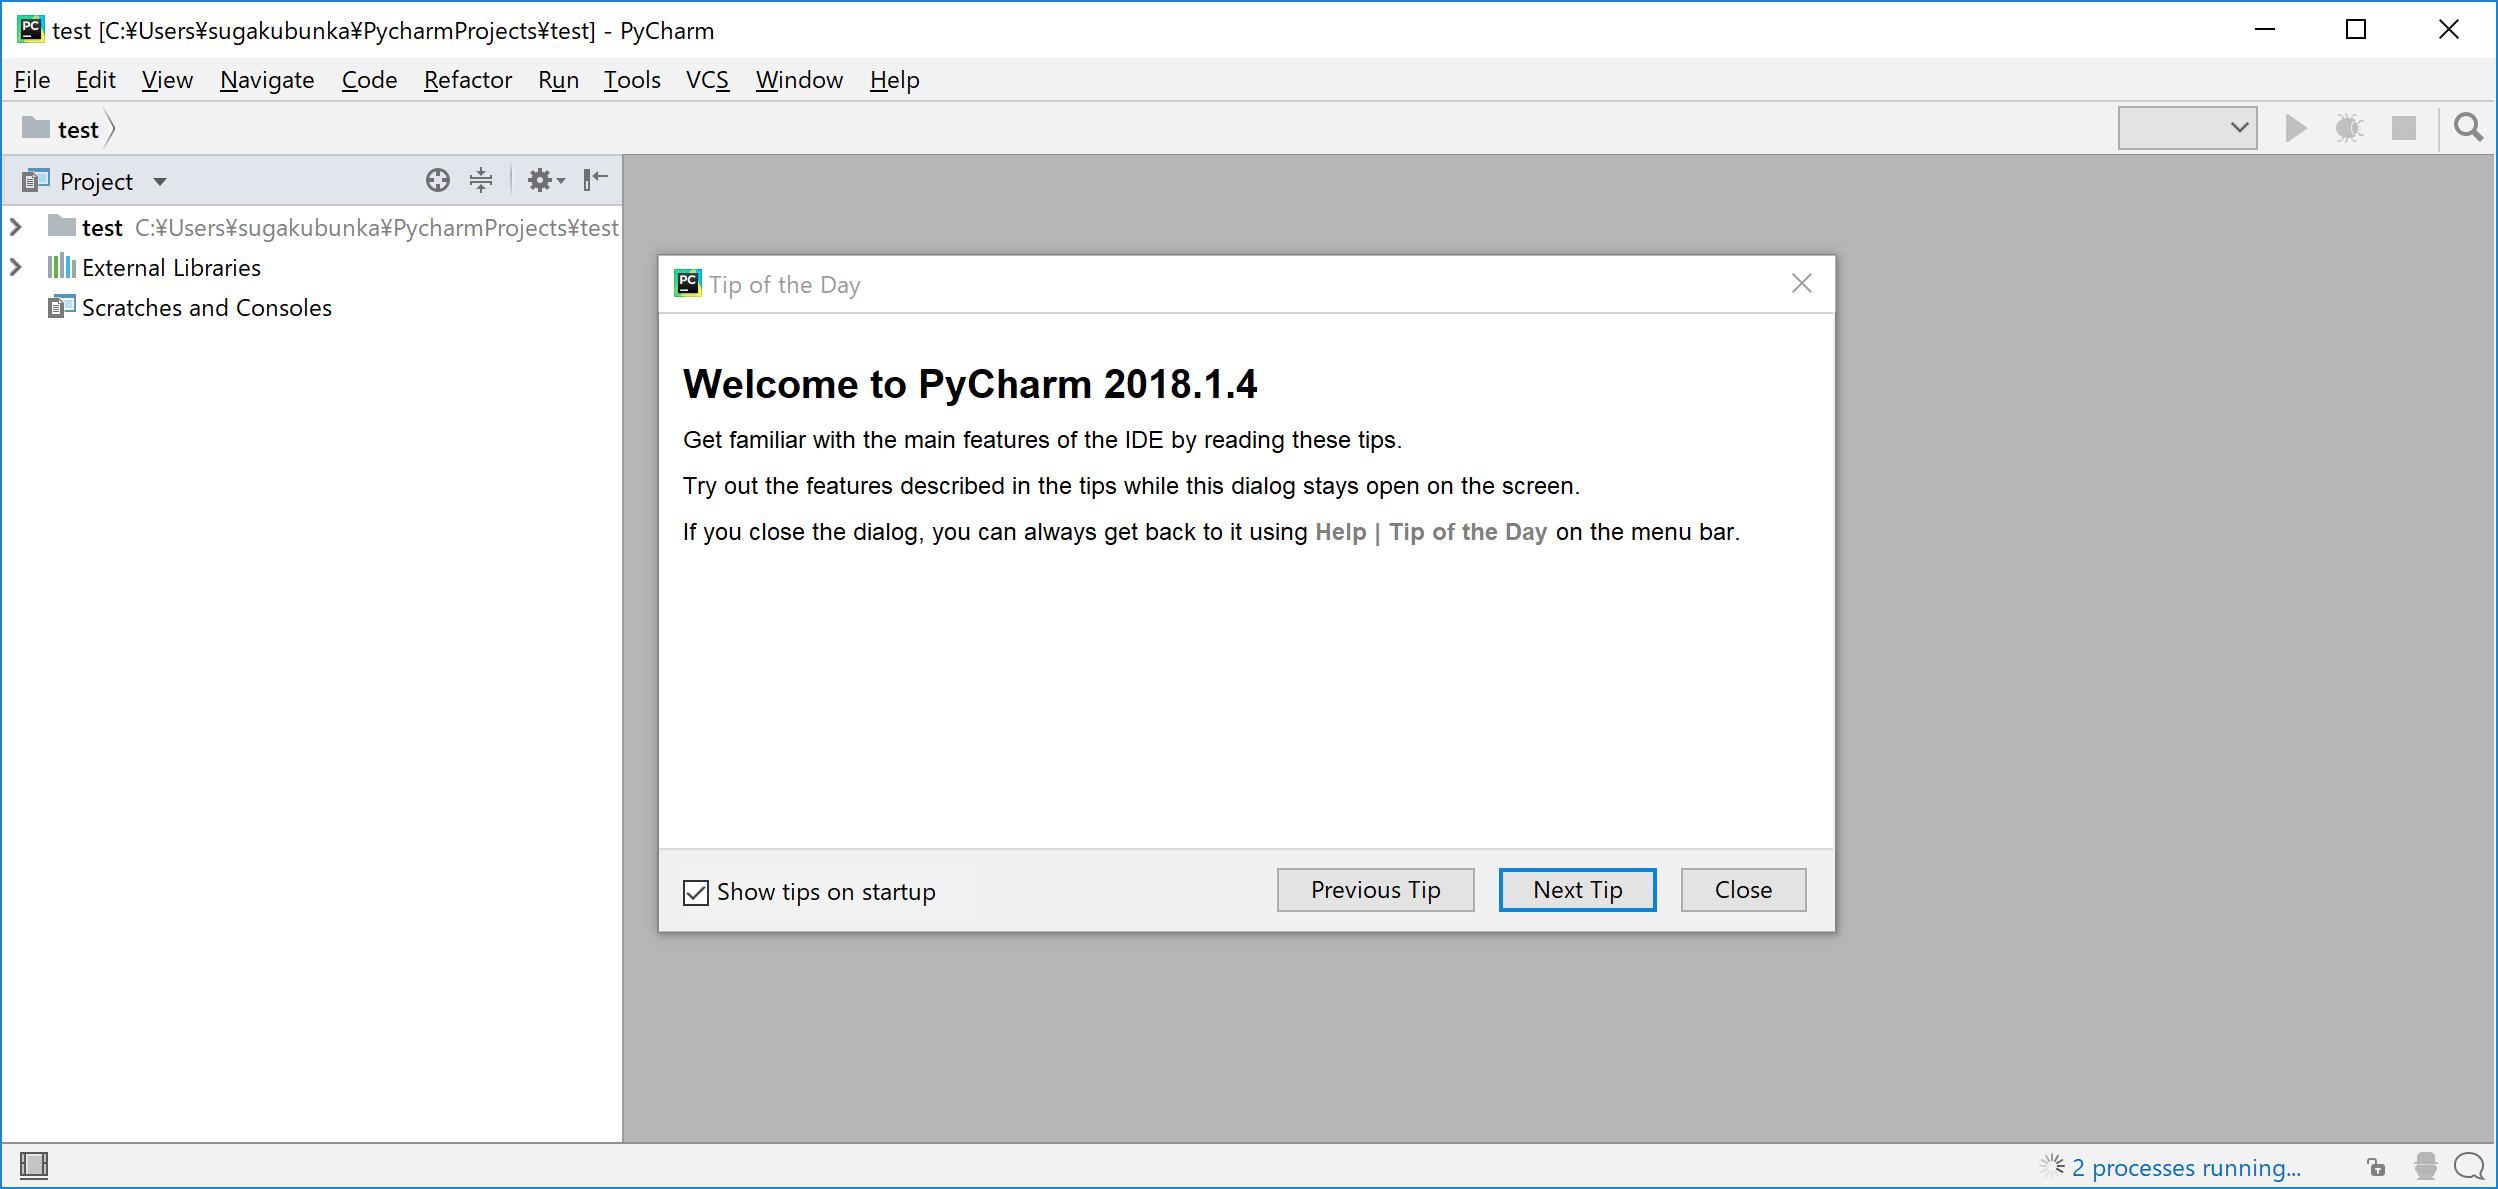 test [C:¥Users¥sugakubunka¥PycharmProjects¥test] - PyCharm
File Edit View Navigate Code Refactor Run Tools VCS Window Help
test
Project
test C:¥Users¥sugakubunka¥PycharmProjects¥test
External Libraries
Scratches and Consoles
Tip of the Day
Welcome to PyCharm 2018.1.4
Get familiar with the main features of the IDE by reading these tips.
Try out the features described in the tips while this dialog stays open on the screen.
If you close the dialog, you can always get back to it using Help | Tip of the Day on the menu bar.
Show tips on startup
Previous Tip Next Tip Close
2 processes running...